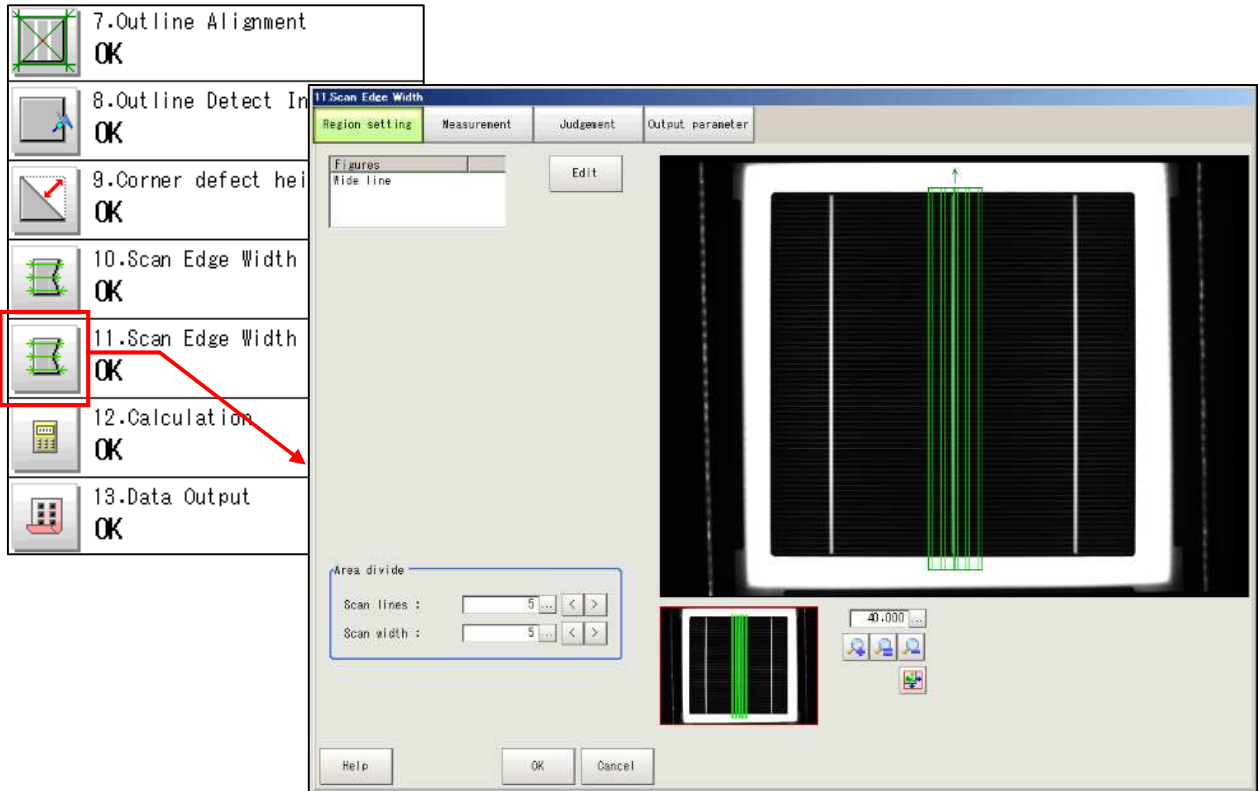 7.Outline Alignment
OK
8.Outline Detect In
OK
9.Corner defect hei
OK
10.Scan Edge Width
OK
11.Scan Edge Width
OK
12.Calculation
OK
13.Data Output
OK
11.Scan Edge Width
Region setting
Measurement
Judgement
Output parameter
Figures
Wide line
Edit
Area divide
Scan lines : 5 ... < >
Scan width : 5 ... < >
40.000 ...
Help
OK
Cancel